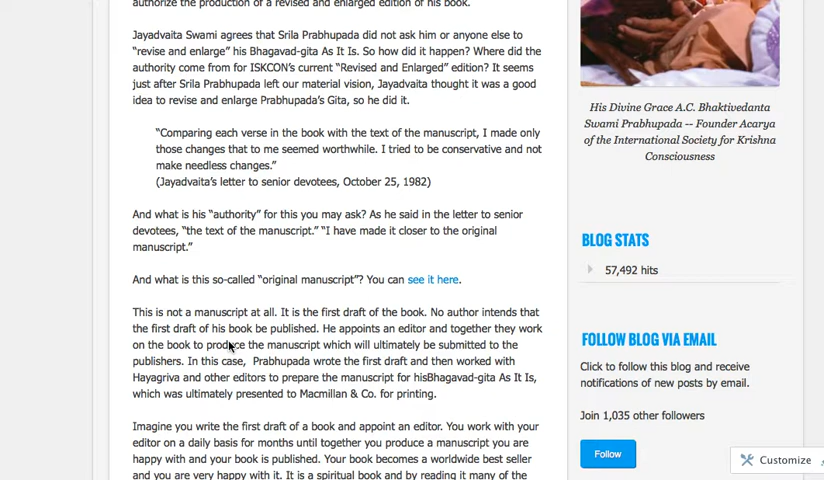 authorize the production of a revised and enlarged edition of his book.
Jayadvaita Swami agrees that Srila Prabhupada did not ask him or anyone else to
“revise and enlarge” his Bhagavad-gita As It Is. So how did it happen? Where did the
authority come from for ISKCON’s current “Revised and Enlarged” edition? It seems
just after Srila Prabhupada left our material vision, Jayadvaita thought it was a good
idea to revise and enlarge Prabhupada’s Gita, so he did it.
“Comparing each verse in the book with the text of the manuscript, I made only
those changes that to me seemed worthwhile. I tried to be conservative and not
make needless changes.”
(Jayadvaita’s letter to senior devotees, October 25, 1982)
And what is his “authority” for this you may ask? As he said in the letter to senior
devotees, “the text of the manuscript.” “I have made it closer to the original
manuscript.”
And what is this so-called “original manuscript”? You can see it here.
This is not a manuscript at all. It is the first draft of the book. No author intends that
the first draft of his book be published. He appoints an editor and together they work
on the book to produce the manuscript which will ultimately be submitted to the
publishers. In this case,  Prabhupada wrote the first draft and then worked with
Hayagriva and other editors to prepare the manuscript for hisBhagavad-gita As It Is,
which was ultimately presented to Macmillan & Co. for printing.
Imagine you write the first draft of a book and appoint an editor. You work with your
editor on a daily basis for months until together you produce a manuscript you are
happy with and your book is published. Your book becomes a worldwide best seller
and you are very happy with it. It is a spiritual book and by reading it many of the
His Divine Grace A.C. Bhaktivedanta
Swami Prabhupada -- Founder Acarya
of the International Society for Krishna
Consciousness
BLOG STATS
57,492 hits
FOLLOW BLOG VIA EMAIL
Click to follow this blog and receive
notifications of new posts by email.
Join 1,035 other followers
Follow
Customize